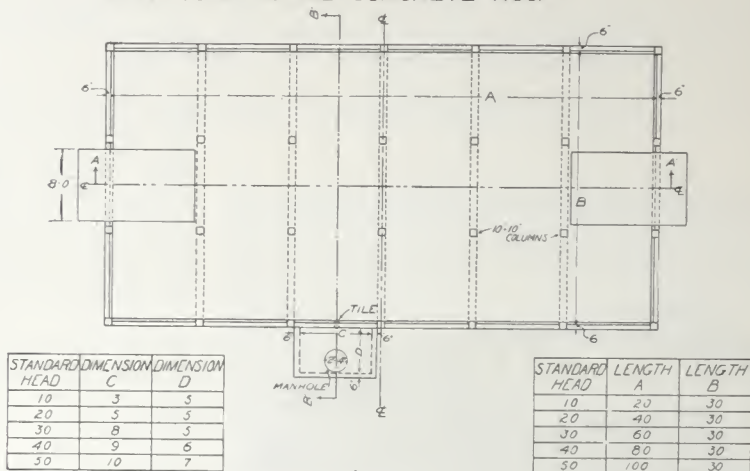 B
¢
6"
6"
A
6"
8'-0
A
¢
A
¢
B
10"-10"
COLUMNS
TILE
6"
C
6"
6
D
MANHOLE
6"
B
¢
STANDARD HEAD DIMENSION C DIMENSION D
10 3 5
20 5 5
30 8 5
40 9 6
50 10 7
STANDARD HEAD LENGTH A LENGTH B
10 20 30
20 40 30
30 60 30
40 80 30
50 100 30